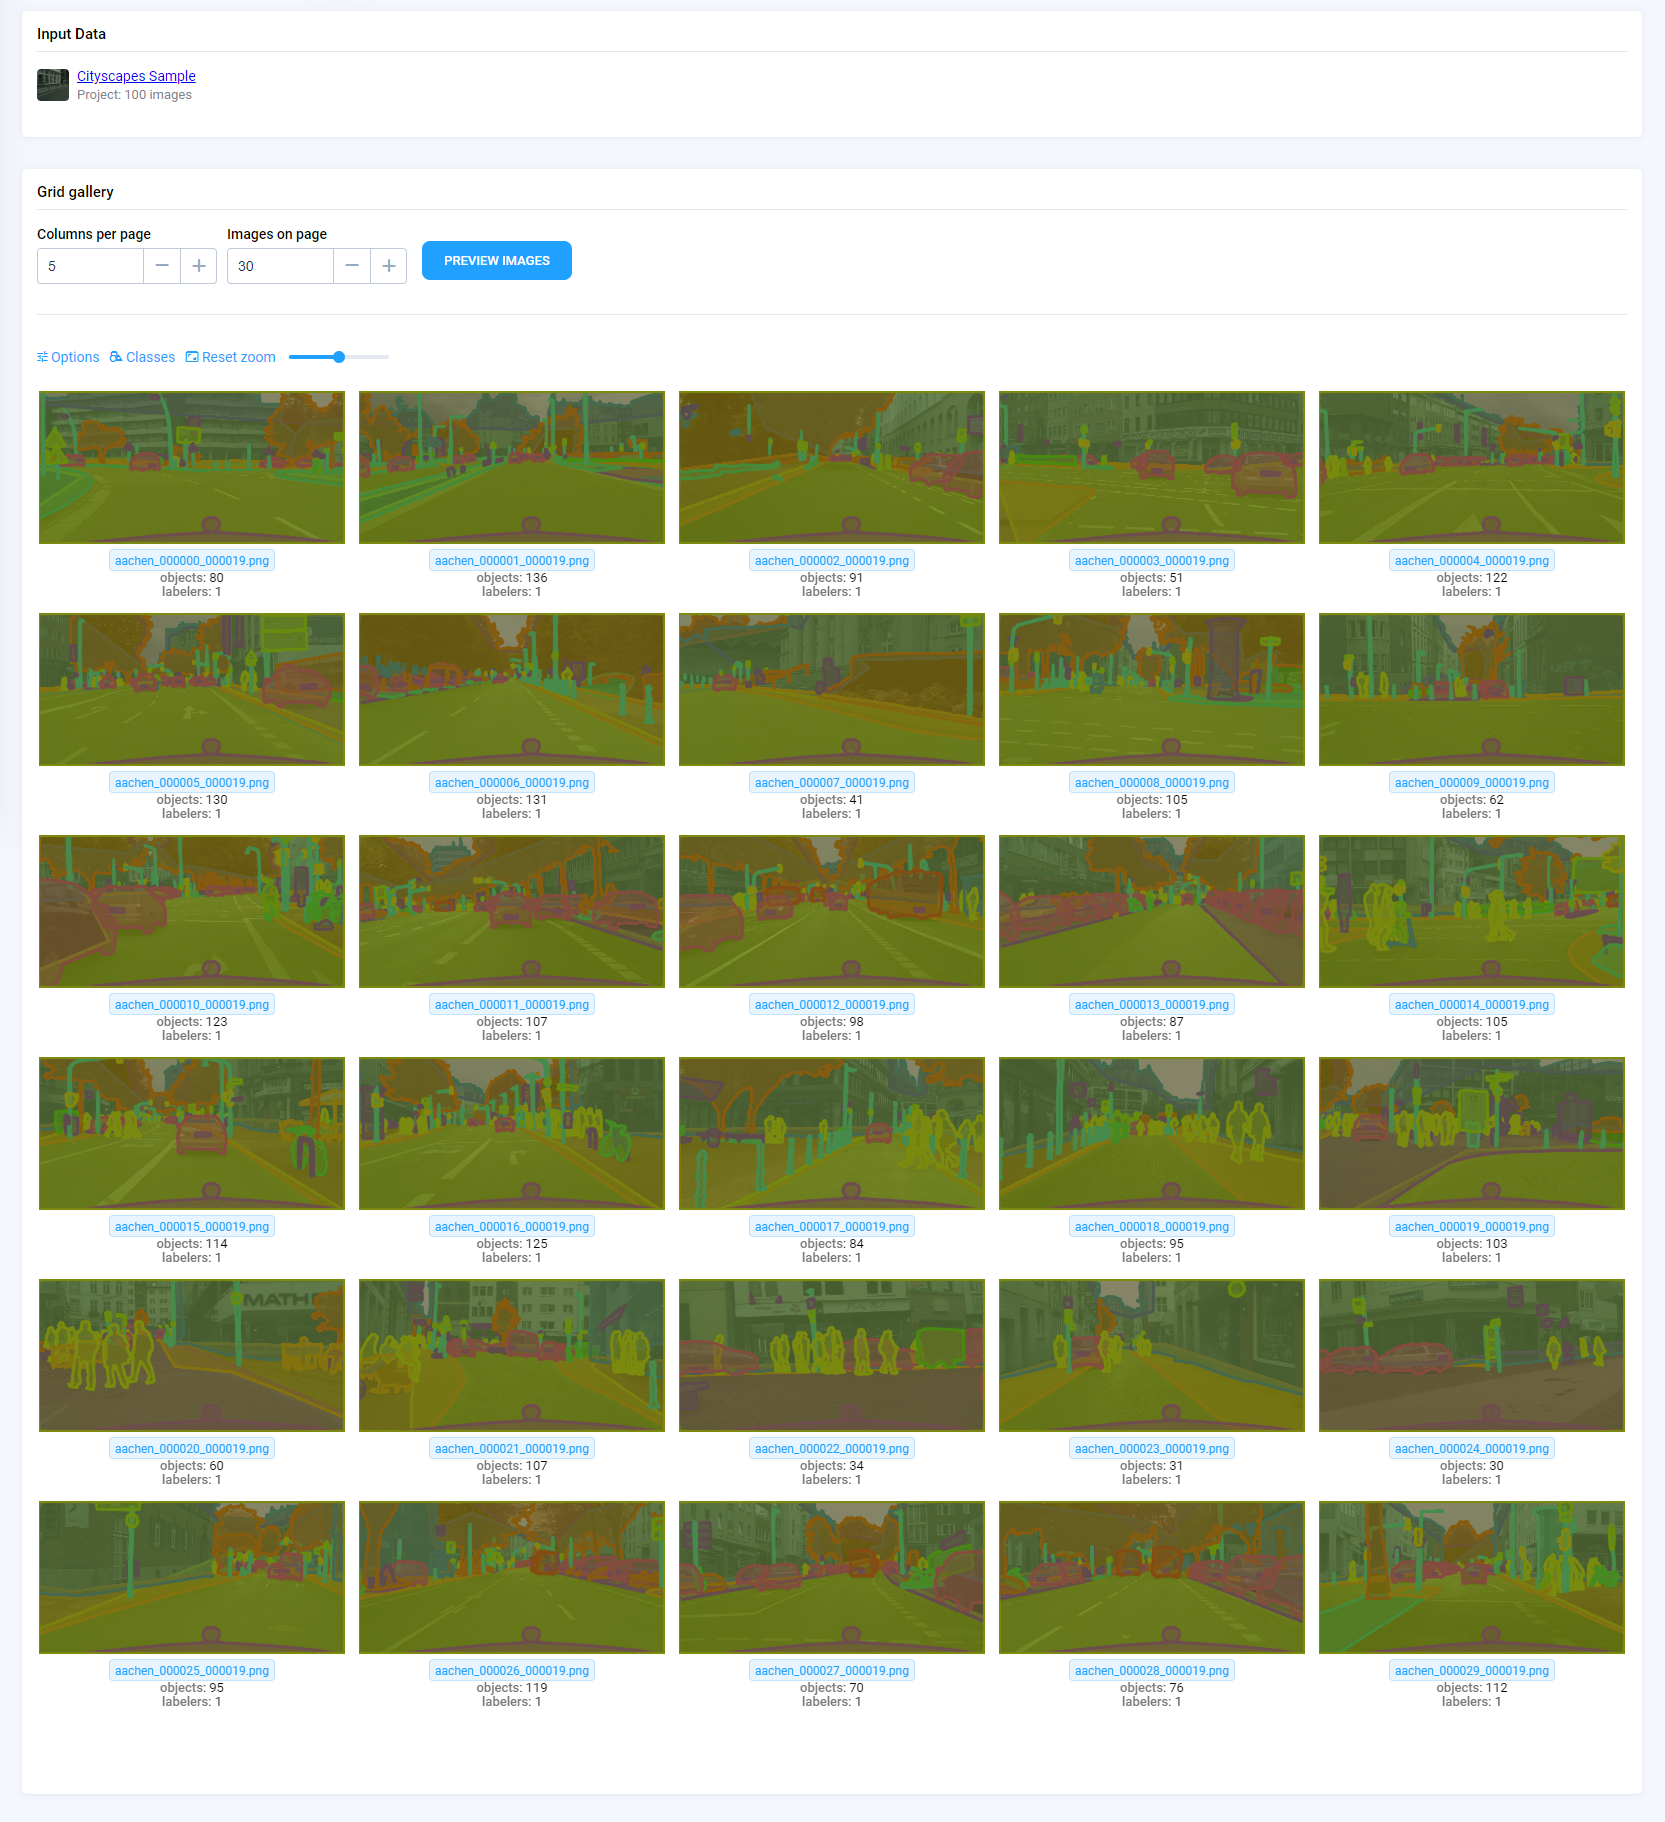 Input Data
Cityscapes Sample
Project: 100 images
Grid gallery
Columns per page Images on page
5 30 PREVIEW IMAGES
Options Classes Reset zoom
aachen_000000_000019.png aachen_000001_000019.png aachen_000002_000019.png aachen_000003_000019.png aachen_000004_000019.png
objects: 80 objects: 136 objects: 91 objects: 51 objects: 122
labelers: 1 labelers: 1 labelers: 1 labelers: 1 labelers: 1
aachen_000005_000019.png aachen_000006_000019.png aachen_000007_000019.png aachen_000008_000019.png aachen_000009_000019.png
objects: 130 objects: 131 objects: 41 objects: 105 objects: 62
labelers: 1 labelers: 1 labelers: 1 labelers: 1 labelers: 1
aachen_000010_000019.png aachen_000011_000019.png aachen_000012_000019.png aachen_000013_000019.png aachen_000014_000019.png
objects: 123 objects: 107 objects: 98 objects: 87 objects: 105
labelers: 1 labelers: 1 labelers: 1 labelers: 1 labelers: 1
aachen_000015_000019.png aachen_000016_000019.png aachen_000017_000019.png aachen_000018_000019.png aachen_000019_000019.png
objects: 114 objects: 125 objects: 84 objects: 95 objects: 103
labelers: 1 labelers: 1 labelers: 1 labelers: 1 labelers: 1
MATH
aachen_000020_000019.png aachen_000021_000019.png aachen_000022_000019.png aachen_000023_000019.png aachen_000024_000019.png
objects: 60 objects: 107 objects: 34 objects: 31 objects: 30
labelers: 1 labelers: 1 labelers: 1 labelers: 1 labelers: 1
aachen_000025_000019.png aachen_000026_000019.png aachen_000027_000019.png aachen_000028_000019.png aachen_000029_000019.png
objects: 95 objects: 119 objects: 70 objects: 76 objects: 112
labelers: 1 labelers: 1 labelers: 1 labelers: 1 labelers: 1